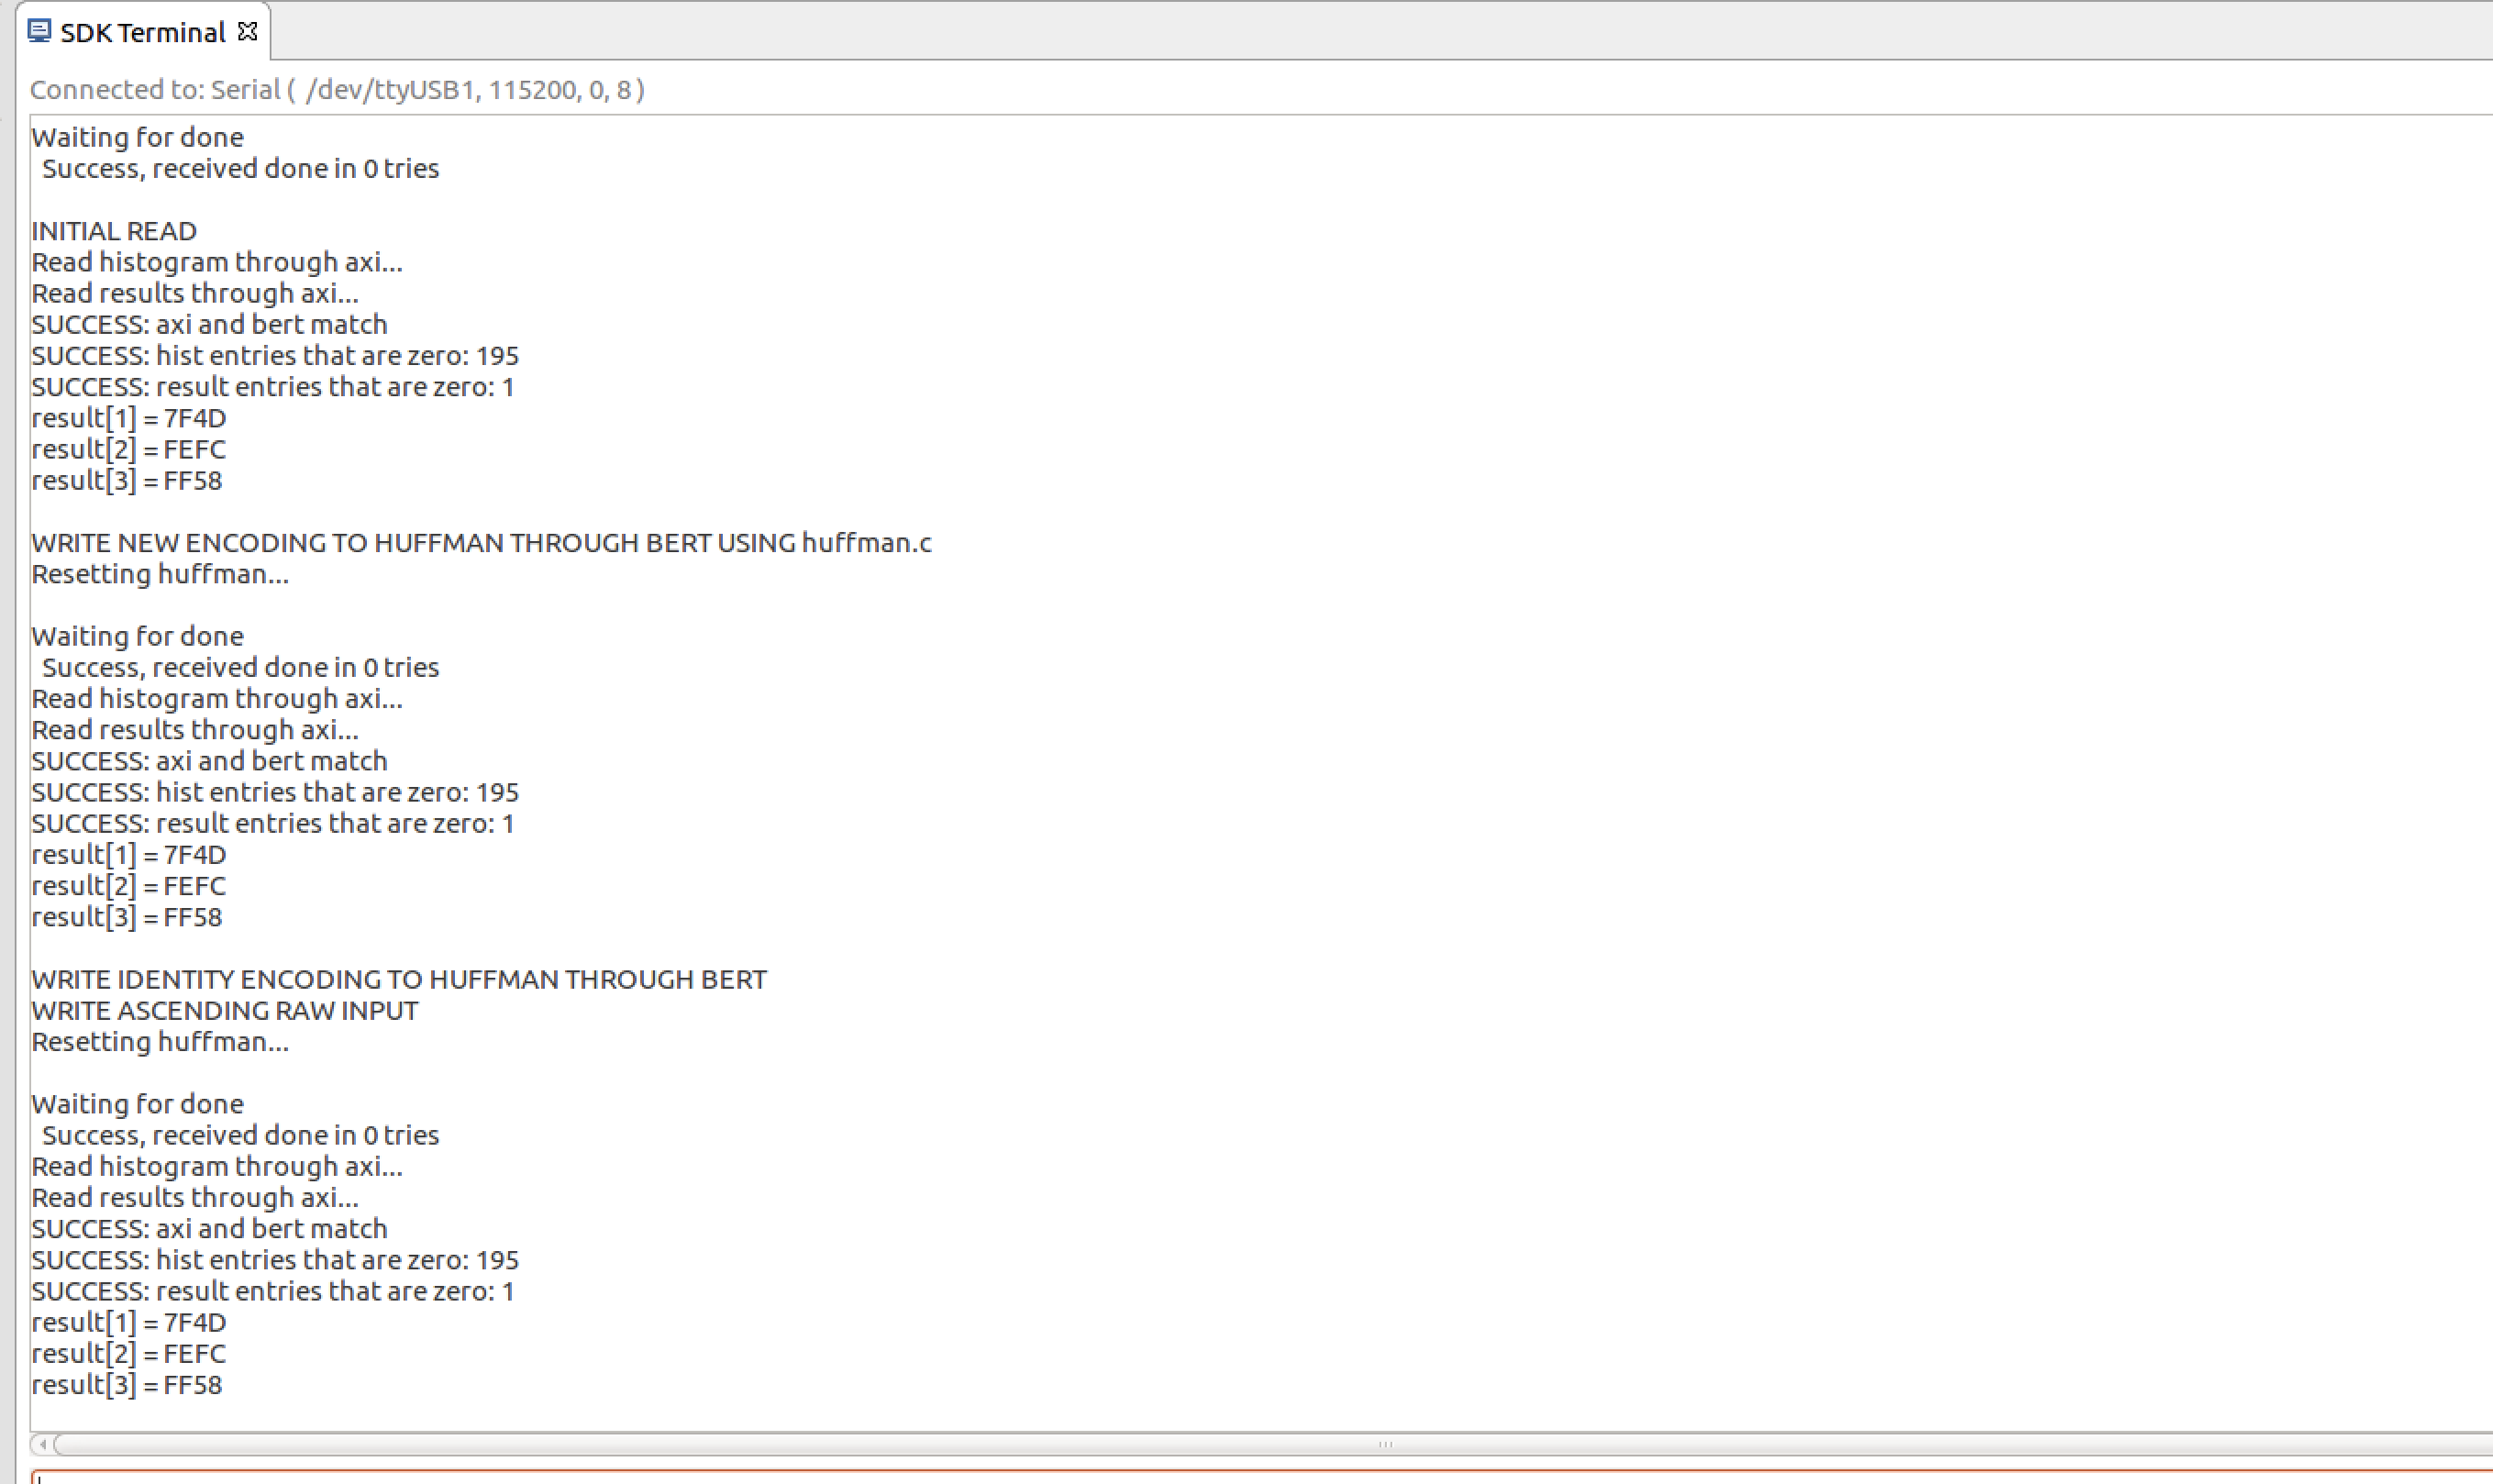 SDK Terminal
Connected to: Serial ( /dev/ttyUSB1, 115200, 0, 8 )
Waiting for done
Success, received done in 0 tries
INITIAL READ
Read histogram through axi...
Read results through axi...
SUCCESS: axi and bert match
SUCCESS: hist entries that are zero: 195
SUCCESS: result entries that are zero: 1
result[1] = 7F4D
result[2] = FEFC
result[3] = FF58
WRITE NEW ENCODING TO HUFFMAN THROUGH BERT USING huffman.c
Resetting huffman...
Waiting for done
Success, received done in 0 tries
Read histogram through axi...
Read results through axi...
SUCCESS: axi and bert match
SUCCESS: hist entries that are zero: 195
SUCCESS: result entries that are zero: 1
result[1] = 7F4D
result[2] = FEFC
result[3] = FF58
WRITE IDENTITY ENCODING TO HUFFMAN THROUGH BERT
WRITE ASCENDING RAW INPUT
Resetting huffman...
Waiting for done
Success, received done in 0 tries
Read histogram through axi...
Read results through axi...
SUCCESS: axi and bert match
SUCCESS: hist entries that are zero: 195
SUCCESS: result entries that are zero: 1
result[1] = 7F4D
result[2] = FEFC
result[3] = FF58